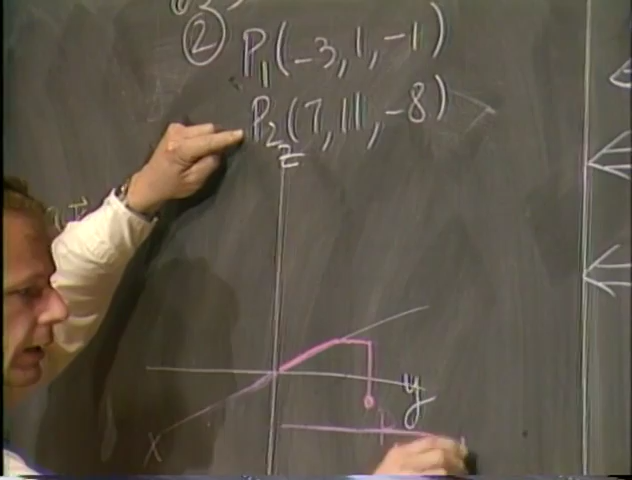 ② P₁(-3, 1, -1)
P₂(7, 11, -8)
z
y
x